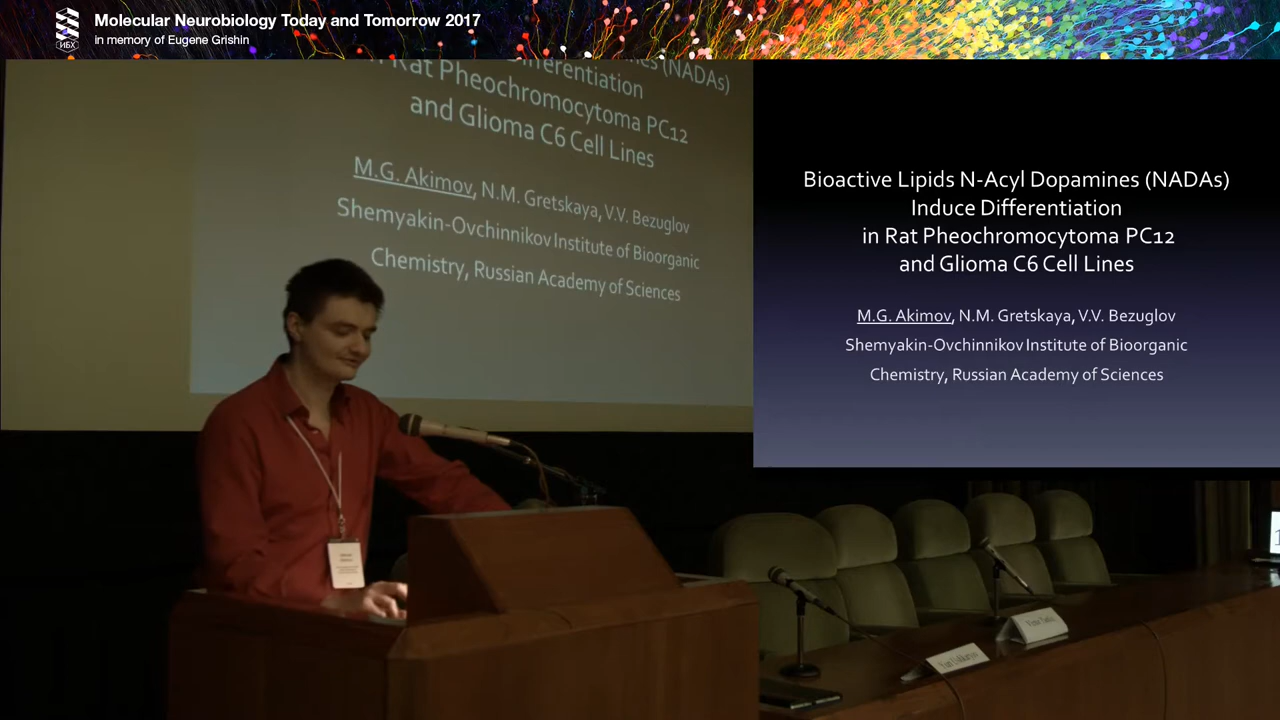 Molecular Neurobiology Today and Tomorrow 2017
in memory of Eugene Grishin
ИБХ
(NADAs)
Rat Pheochromocytoma PC12
and Glioma C6 Cell Lines
M.G. Akimov, N.M. Gretskaya, V.V. Bezuglov
Shemyakin-Ovchinnikov Institute of Bioorganic
Chemistry, Russian Academy of Sciences
Bioactive Lipids N-Acyl Dopamines (NADAs)
Induce Differentiation
in Rat Pheochromocytoma PC12
and Glioma C6 Cell Lines
M.G. Akimov, N.M. Gretskaya, V.V. Bezuglov
Shemyakin-Ovchinnikov Institute of Bioorganic
Chemistry, Russian Academy of Sciences